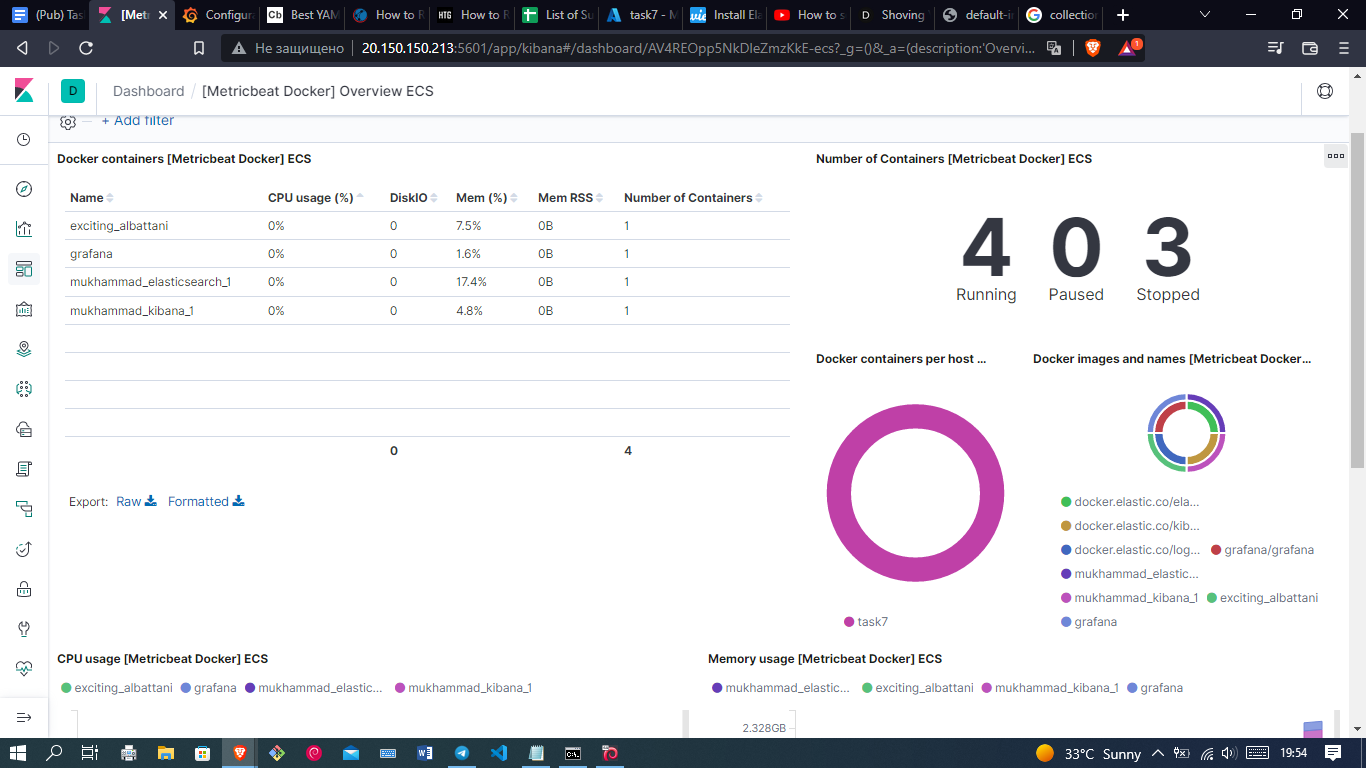 (Pub) Tas
[Metr
Configura
Best YAM
How to R
How to R
List of Su
task7 - M
Install Ela
How to s
Shoving
default-in
collection
Не защищено
20.150.150.213:5601/app/kibana#/dashboard/AV4REOpp5NkDleZmzKkE-ecs?_g=()&_a=(description:'Overvi...
1
D
Dashboard / [Metricbeat Docker] Overview ECS
+ Add filter
Docker containers [Metricbeat Docker] ECS
Name CPU usage (%) DiskIO Mem (%) Mem RSS Number of Containers
exciting_albattani 0% 0 7.5% 0B 1
grafana 0% 0 1.6% 0B 1
mukhammad_elasticsearch_1 0% 0 17.4% 0B 1
mukhammad_kibana_1 0% 0 4.8% 0B 1
0 4
Export: Raw Formatted
Number of Containers [Metricbeat Docker] ECS
4 0 3
Running Paused Stopped
Docker containers per host ...
task7
Docker images and names [Metricbeat Docker...
docker.elastic.co/ela...
docker.elastic.co/kib...
docker.elastic.co/log... grafana/grafana
mukhammad_elastic...
mukhammad_kibana_1 exciting_albattani
grafana
CPU usage [Metricbeat Docker] ECS
exciting_albattani grafana mukhammad_elastic... mukhammad_kibana_1
Memory usage [Metricbeat Docker] ECS
mukhammad_elastic... exciting_albattani mukhammad_kibana_1 grafana
2.328GB
33°C Sunny
19:54